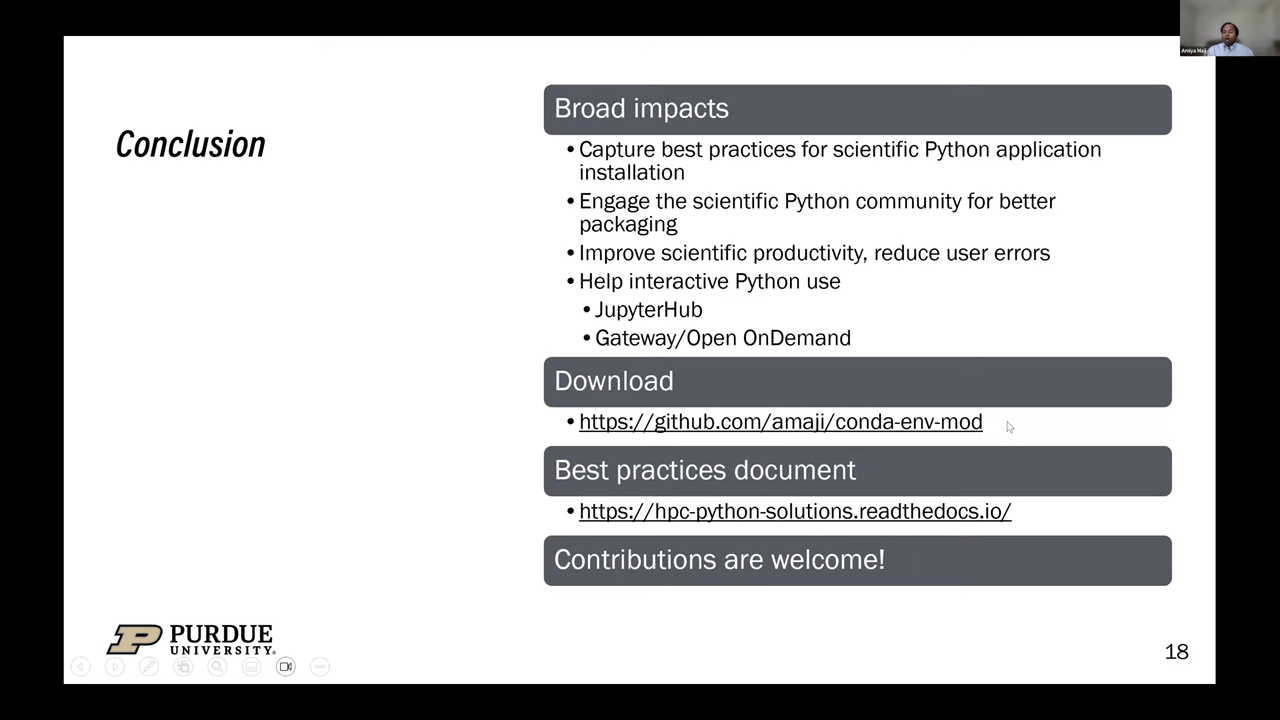 Amiya Maji
Conclusion
Broad impacts
•Capture best practices for scientific Python application
installation
•Engage the scientific Python community for better
packaging
•Improve scientific productivity, reduce user errors
•Help interactive Python use
•JupyterHub
•Gateway/Open OnDemand
Download
•https://github.com/amaji/conda-env-mod
Best practices document
•https://hpc-python-solutions.readthedocs.io/
Contributions are welcome!
PURDUE
UNIVERSITY®
18